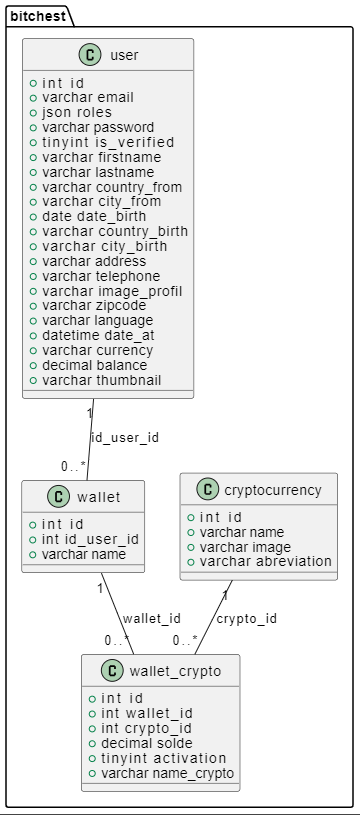 bitchest
C user
int id
varchar email
json roles
varchar password
tinyint is_verified
varchar firstname
varchar lastname
varchar country_from
varchar city_from
date date_birth
varchar country_birth
varchar city_birth
varchar address
varchar telephone
varchar image_profil
varchar zipcode
varchar language
datetime date_at
varchar currency
decimal balance
varchar thumbnail
1
id_user_id
0..*
C wallet
int id
int id_user_id
varchar name
C cryptocurrency
int id
varchar name
varchar image
varchar abreviation
1
wallet_id
0..*
1
crypto_id
0..*
C wallet_crypto
int id
int wallet_id
int crypto_id
decimal solde
tinyint activation
varchar name_crypto